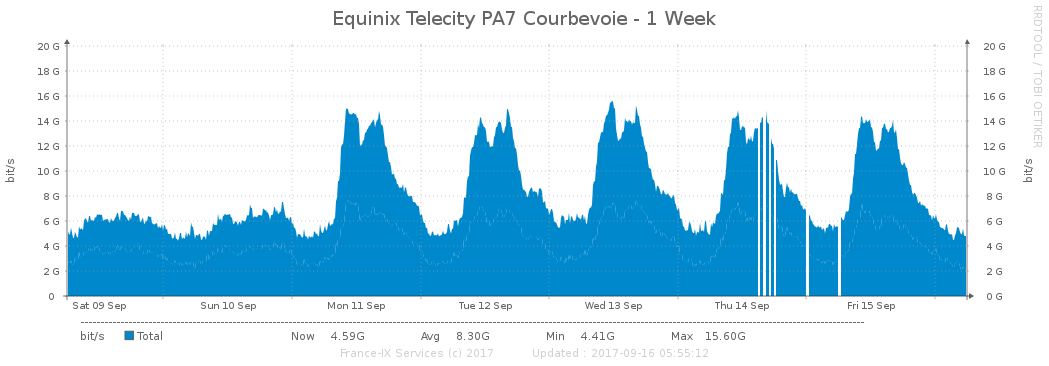 Equinix Telecity PA7 Courbevoie - 1 Week
RRDTOOL / TOBI OETIKER
20 G 20 G
18 G 18 G
16 G 16 G
14 G 14 G
12 G 12 G
10 G 10 G
8 G 8 G
6 G 6 G
4 G 4 G
2 G 2 G
0 0 G
bit/s
bit/s
Sat 09 Sep Sun 10 Sep Mon 11 Sep Tue 12 Sep Wed 13 Sep Thu 14 Sep Fri 15 Sep
bit/s Total Now 4.59G Avg 8.30G Min 4.41G Max 15.60G
France-IX Services (c) 2017 Updated : 2017-09-16 05:55:12